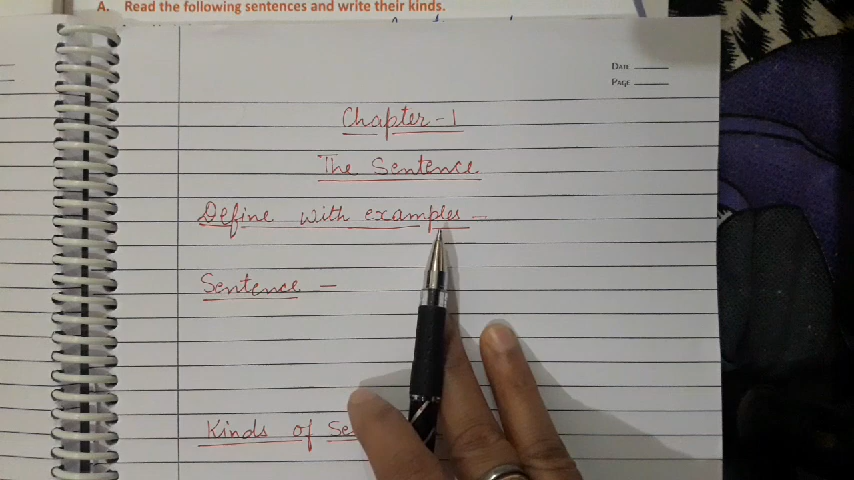 A. Read the following sentences and write their kinds.
DATE
PAGE
Chapter-1
The Sentence
Define with examples -
Sentence -
Kinds of Se